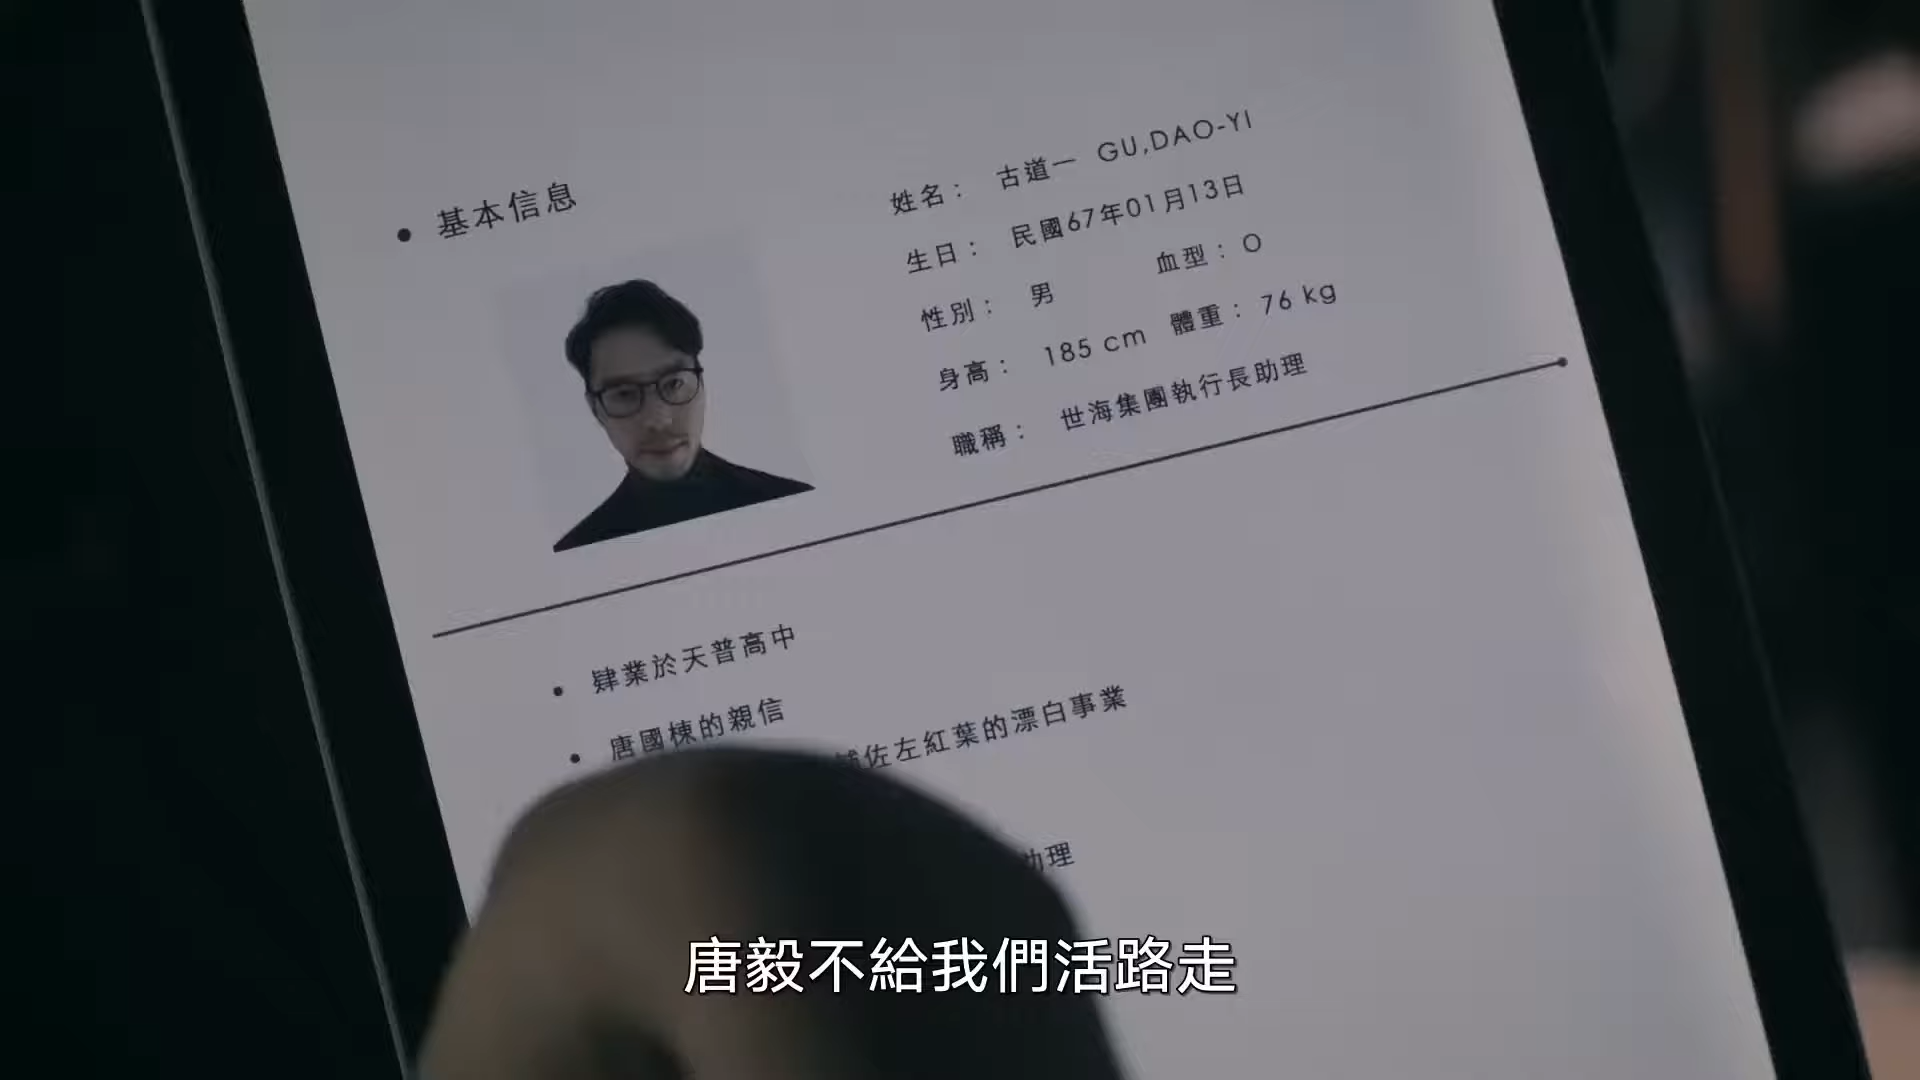 基本信息
姓名： 古道一 GU,DAO-YI
生日： 民國67年01月13日
性別： 男 血型： O
身高： 185 cm 體重： 76 kg
職稱： 世海集團執行長助理
肄業於天普高中
唐國棟的親信
佐左紅葉的漂白事業
助理
唐毅不給我們活路走